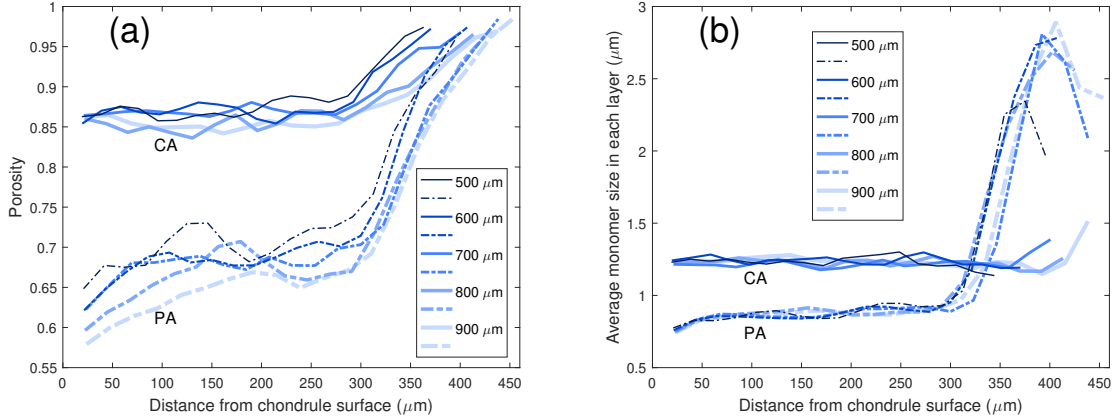 (a)
1
0.95
0.9
0.85
0.8
0.75
0.7
0.65
0.6
0.55
Porosity
CA
PA
500 μm
600 μm
700 μm
800 μm
900 μm
0 50 100 150 200 250 300 350 400 450
Distance from chondrule surface (μm)
(b)
3
2.5
2
1.5
1
0.5
Average monomer size in each layer (μm)
500 μm
600 μm
700 μm
800 μm
900 μm
CA
PA
0 50 100 150 200 250 300 350 400 450
Distance from chondrule surface (μm)